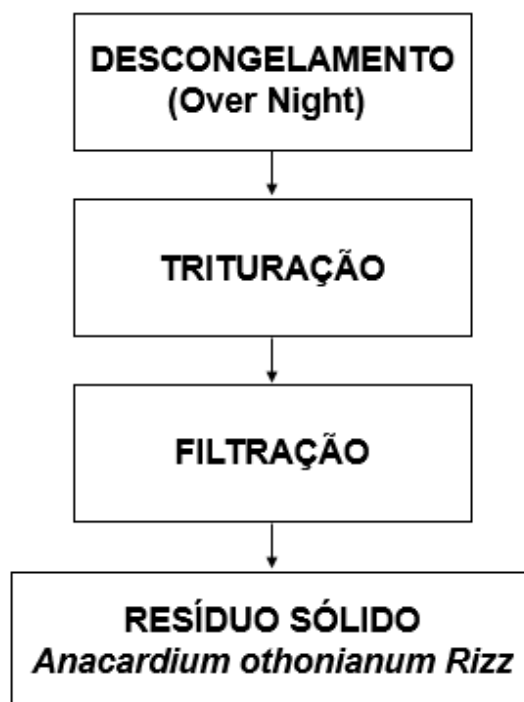 DESCONGELAMENTO
(Over Night)
TRITURAÇÃO
FILTRAÇÃO
RESÍDUO SÓLIDO
Anacardium othonianum Rizz